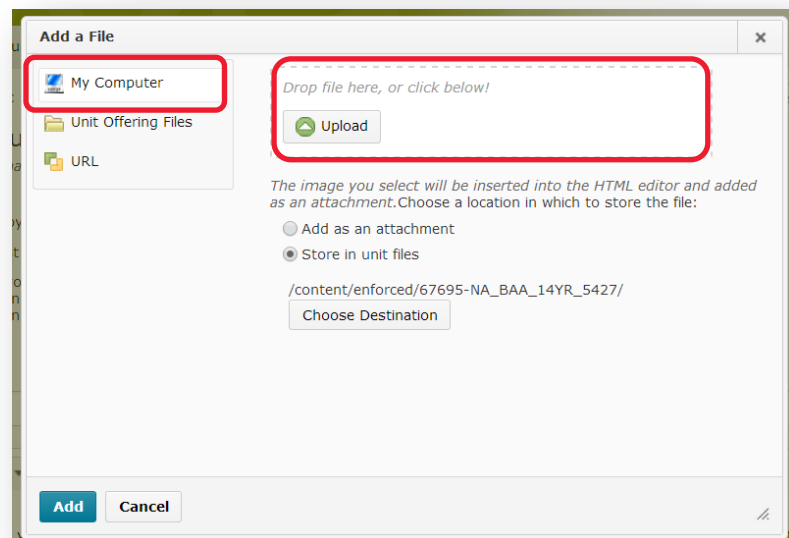 Add a File
My Computer
Unit Offering Files
URL
Drop file here, or click below!
Upload
The image you select will be inserted into the HTML editor and added
as an attachment.Choose a location in which to store the file:
Add as an attachment
Store in unit files
/content/enforced/67695-NA_BAA_14YR_5427/
Choose Destination
Add Cancel